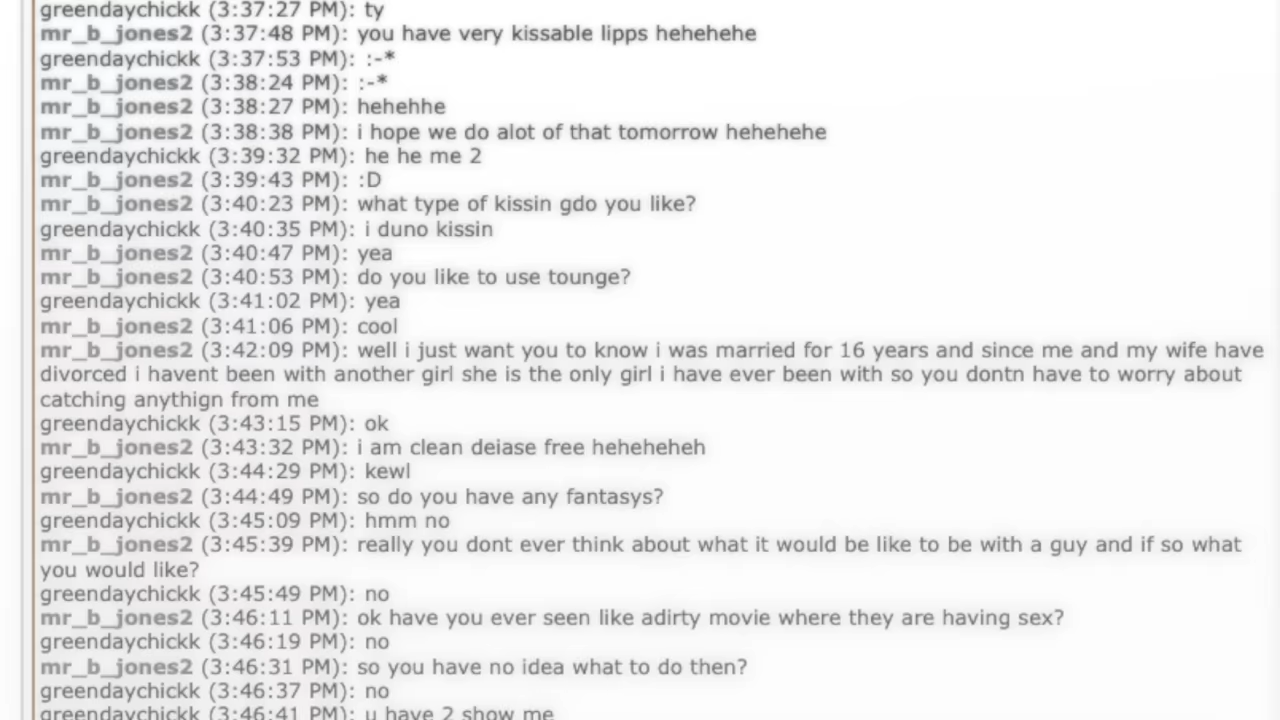 greendaychickk (3:37:27 PM): ty
mr_b_jones2 (3:37:48 PM): you have very kissable lipps hehehehe
greendaychickk (3:37:53 PM): :-*
mr_b_jones2 (3:38:24 PM): :-*
mr_b_jones2 (3:38:27 PM): hehehhe
mr_b_jones2 (3:38:38 PM): i hope we do alot of that tomorrow hehehehe
greendaychickk (3:39:32 PM): he he me 2
mr_b_jones2 (3:39:43 PM): :D
mr_b_jones2 (3:40:23 PM): what type of kissin gdo you like?
greendaychickk (3:40:35 PM): i duno kissin
mr_b_jones2 (3:40:47 PM): yea
mr_b_jones2 (3:40:53 PM): do you like to use tounge?
greendaychickk (3:41:02 PM): yea
mr_b_jones2 (3:41:06 PM): cool
mr_b_jones2 (3:42:09 PM): well i just want you to know i was married for 16 years and since me and my wife have
divorced i havent been with another girl she is the only girl i have ever been with so you dontn have to worry about
catching anythign from me
greendaychickk (3:43:15 PM): ok
mr_b_jones2 (3:43:32 PM): i am clean deiase free heheheheh
greendaychickk (3:44:29 PM): kewl
mr_b_jones2 (3:44:49 PM): so do you have any fantasys?
greendaychickk (3:45:09 PM): hmm no
mr_b_jones2 (3:45:39 PM): really you dont ever think about what it would be like to be with a guy and if so what
you would like?
greendaychickk (3:45:49 PM): no
mr_b_jones2 (3:46:11 PM): ok have you ever seen like adirty movie where they are having sex?
greendaychickk (3:46:19 PM): no
mr_b_jones2 (3:46:31 PM): so you have no idea what to do then?
greendaychickk (3:46:37 PM): no
greendaychickk (3:46:41 PM): u have 2 show me